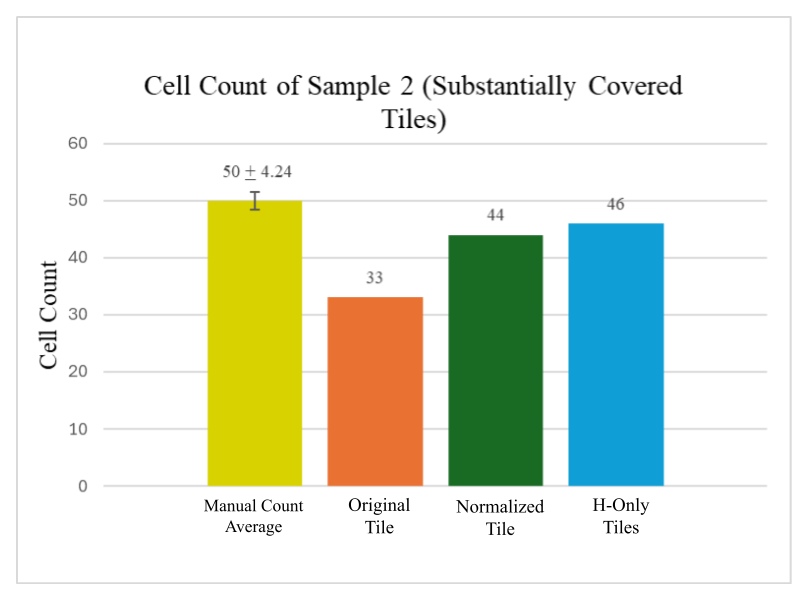 Cell Count of Sample 2 (Substantially Covered
Tiles)
60
50
40
30
20
10
0
Cell Count
50 ± 4.24
33
44
46
Manual Count
Average
Original
Tile
Normalized
Tile
H-Only
Tiles